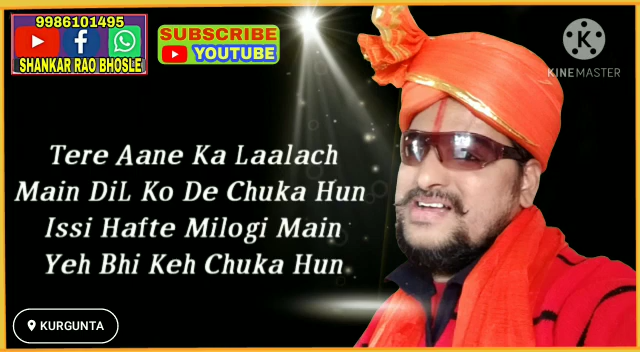 9986101495
SHANKAR RAO BHOSLE
SUBSCRIBE
YOUTUBE
KINEMASTER
Tere Aane Ka Laalach
Main DiL Ko De Chuka Hun
Issi Hafte Milogi Main
Yeh Bhi Keh Chuka Hun
KURGUNTA